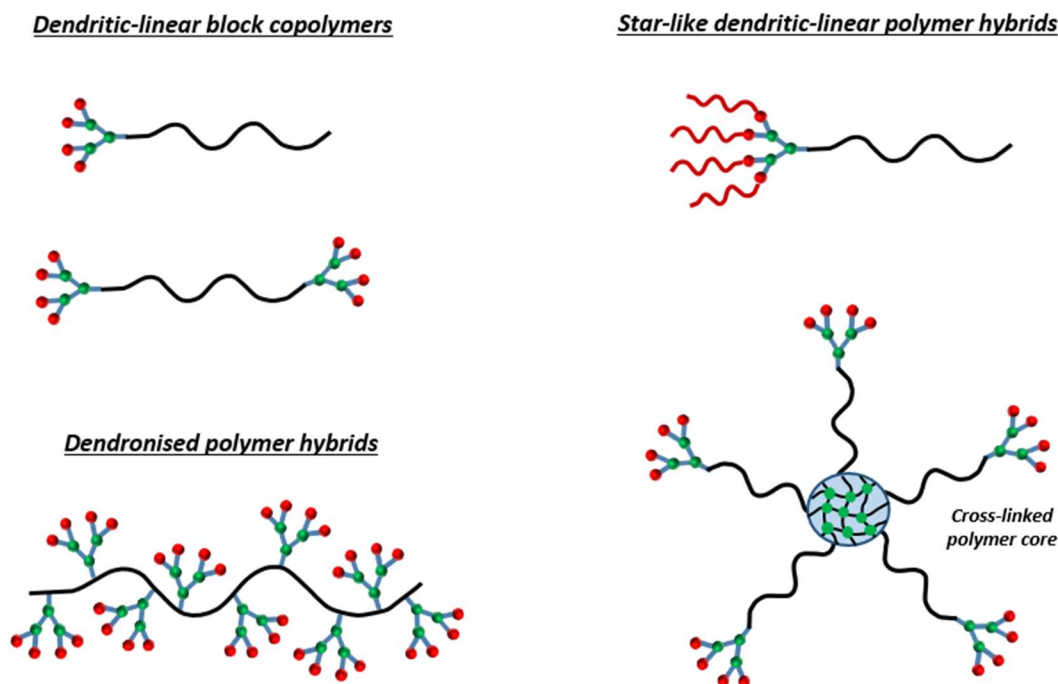 Dendritic-linear block copolymers
Star-like dendritic-linear polymer hybrids
Dendronised polymer hybrids
Cross-linked
polymer core